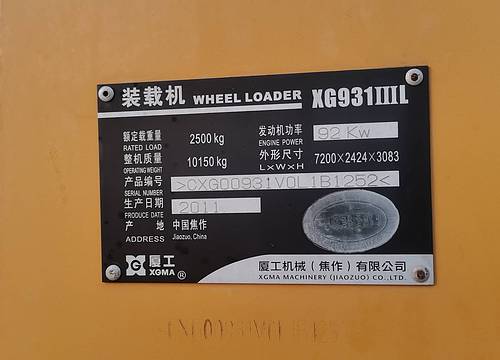 装载机 WHEEL LOADER XG931IIIL
额定载重量 2500 kg 发动机功率 92 Kw
RATED LOAD ENGINE POWER
整机质量 10150 kg 外形尺寸 7200×2424×3083
OPERATING WEIGHT L×W×H
产品编号 >CXG00931V0L1B1252<
SERIAL NUMBER
生产日期 2011
PRODUCE DATE
产 地 中国焦作
ADDRESS Jiaozuo, China
厦工 XGMA ®
厦工机械（焦作）有限公司
XGMA MACHINERY (JIAOZUO) CO.,LTD.